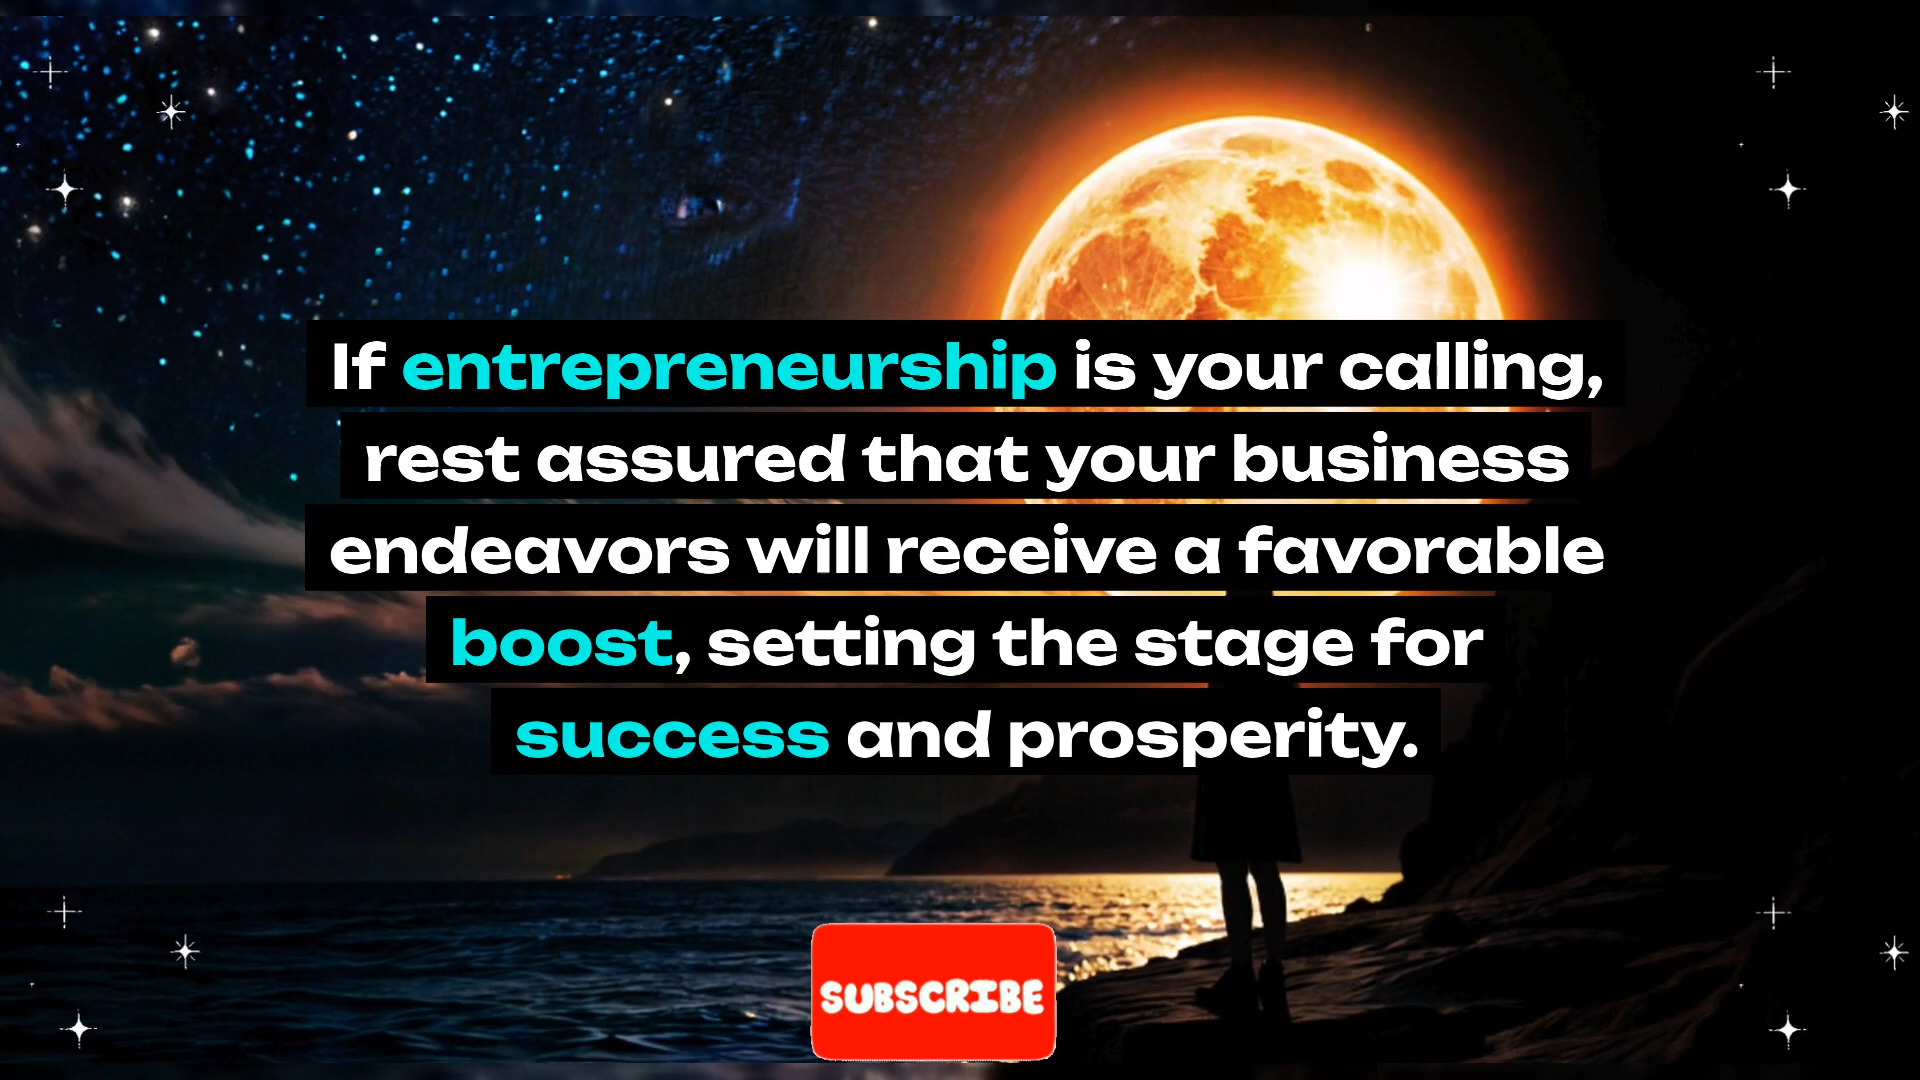 If entrepreneurship is your calling,
rest assured that your business
endeavors will receive a favorable
boost, setting the stage for
success and prosperity.
SUBSCRIBE